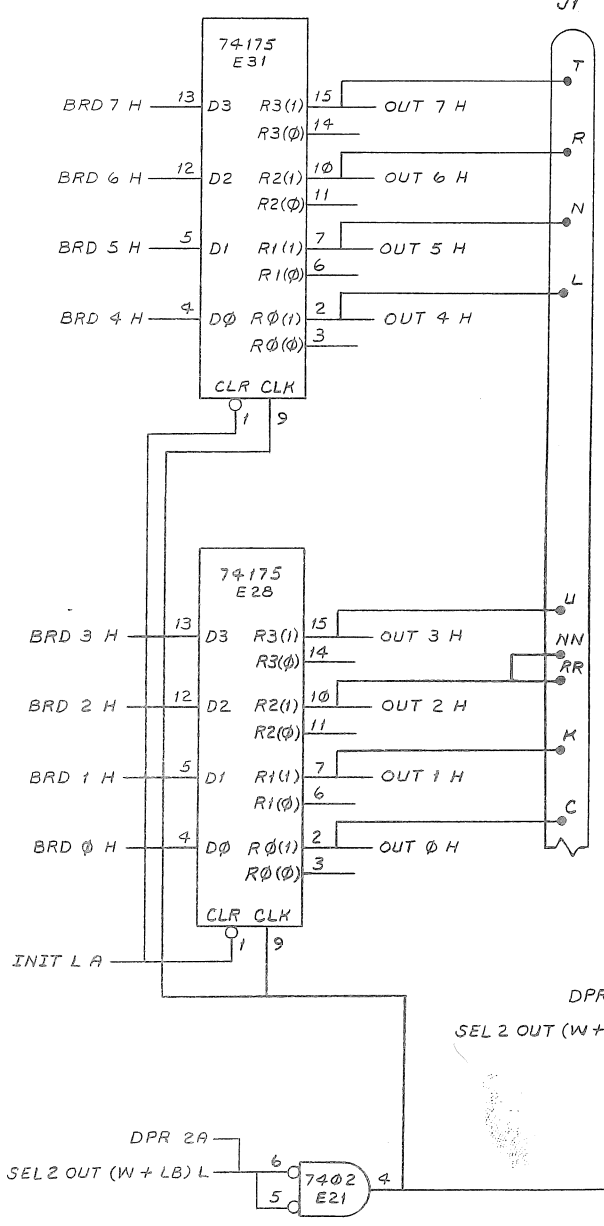 J1
74175
E31
T
BRD 7 H 13 D3 R3(1) 15 OUT 7 H
R3(Ø) 14
R
BRD 6 H 12 D2 R2(1) 10 OUT 6 H
R2(Ø) 11
N
BRD 5 H 5 D1 R1(1) 7 OUT 5 H
R1(Ø) 6
L
BRD 4 H 4 DØ RØ(1) 2 OUT 4 H
RØ(Ø) 3
CLR CLK
1 9
74175
E28
U
BRD 3 H 13 D3 R3(1) 15 OUT 3 H
NN
R3(Ø) 14
RR
BRD 2 H 12 D2 R2(1) 10 OUT 2 H
R2(Ø) 11
K
BRD 1 H 5 D1 R1(1) 7 OUT 1 H
R1(Ø) 6
C
BRD Ø H 4 DØ RØ(1) 2 OUT Ø H
RØ(Ø) 3
CLR CLK
1 9
INIT L A
DPR
SEL 2 OUT (W +
DPR 2A
SEL 2 OUT (W + LB) L 6 7402 4
5 E21